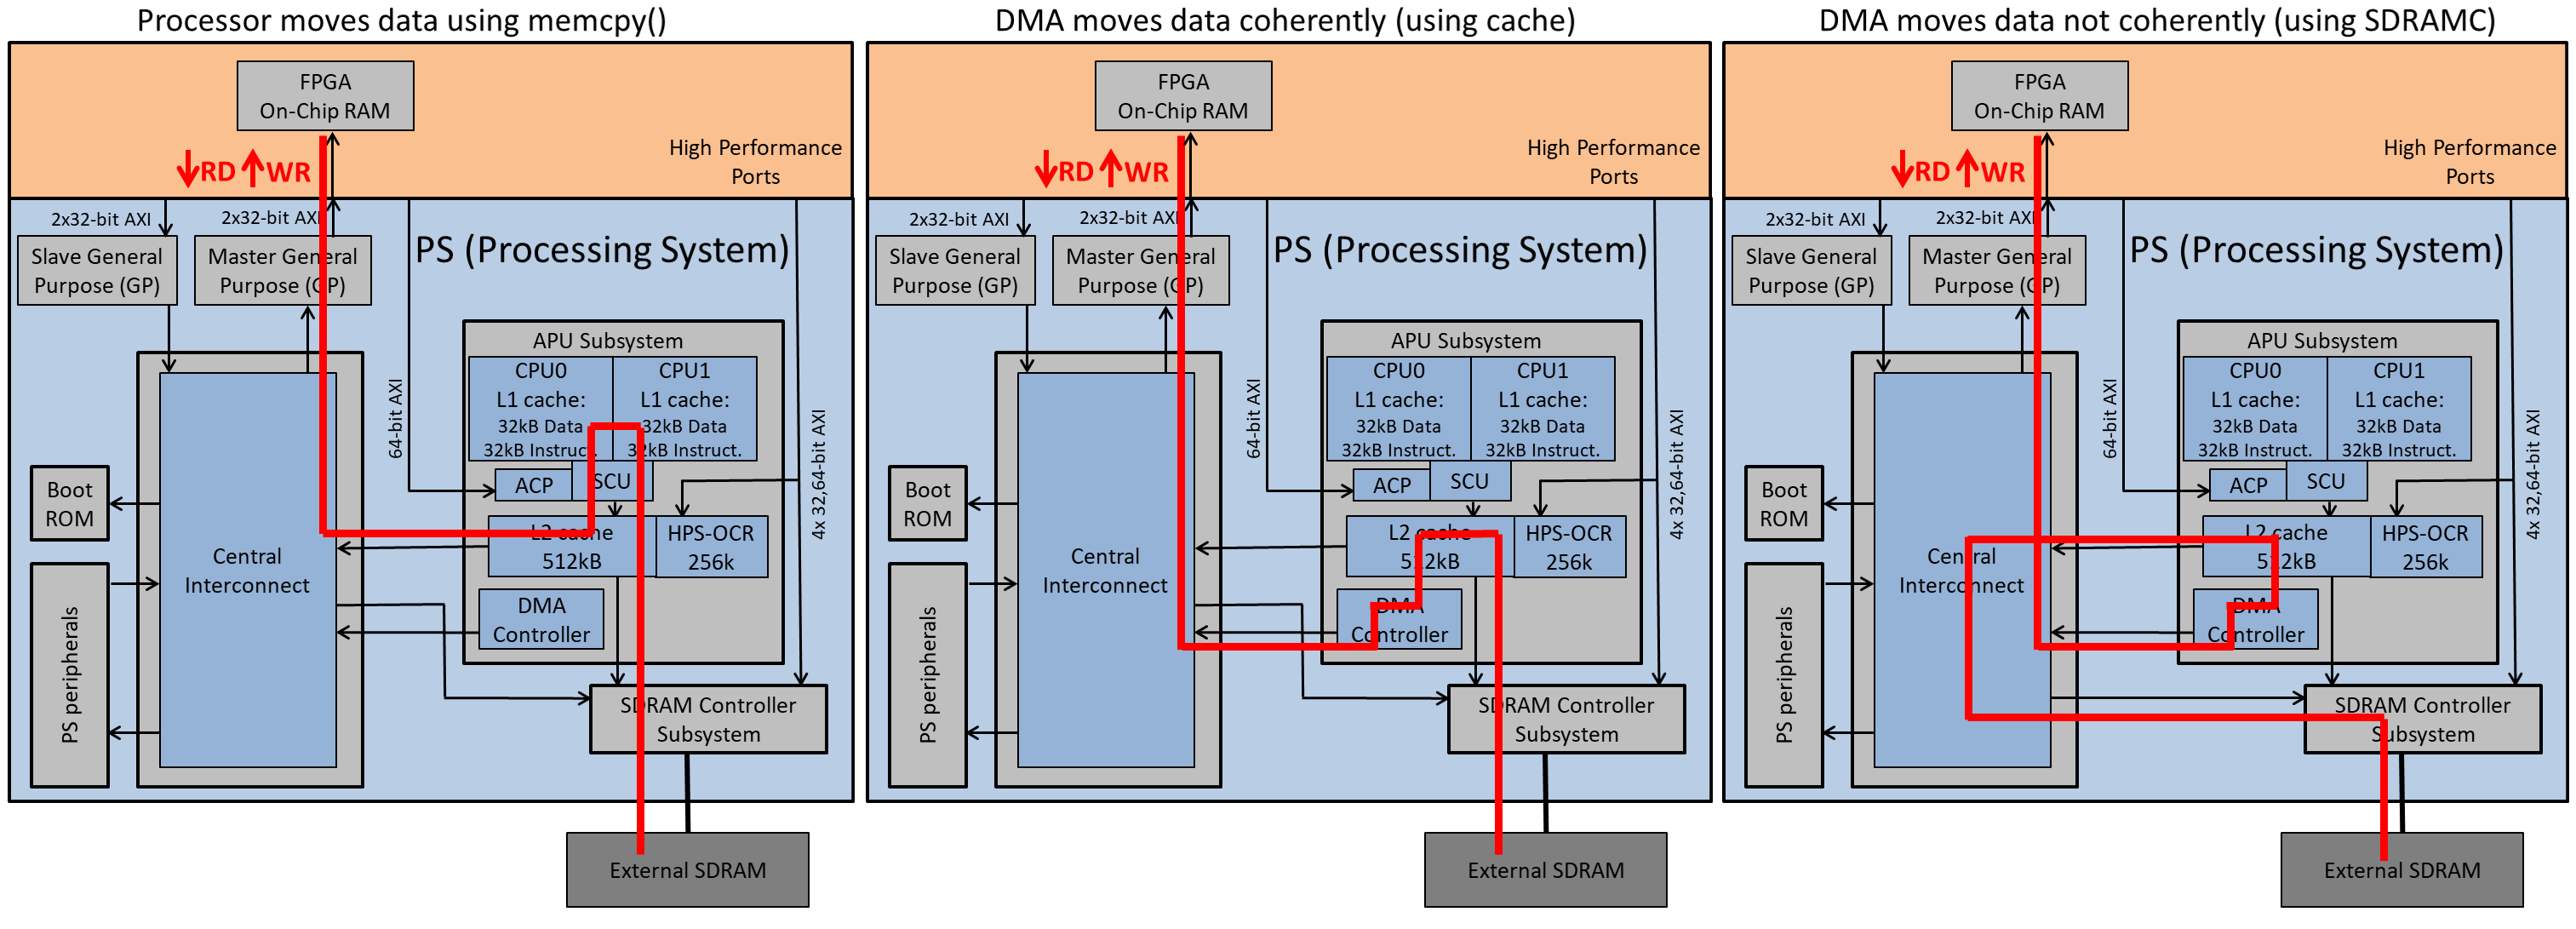 Processor moves data using memcpy()
FPGA
On-Chip RAM
High Performance
Ports
RD
WR
2x32-bit AXI
2x32-bit AXI
Slave General
Purpose (GP)
Master General
Purpose (GP)
PS (Processing System)
APU Subsystem
CPU0
L1 cache:
32kB Data
32kB Instruct.
CPU1
L1 cache:
32kB Data
32kB Instruct.
64-bit AXI
4x 32,64-bit AXI
ACP
SCU
Boot
ROM
L2 cache
512kB
HPS-OCR
256k
Central
Interconnect
DMA
Controller
PS peripherals
SDRAM Controller
Subsystem
External SDRAM
DMA moves data coherently (using cache)
FPGA
On-Chip RAM
High Performance
Ports
RD
WR
2x32-bit AXI
2x32-bit AXI
Slave General
Purpose (GP)
Master General
Purpose (GP)
PS (Processing System)
APU Subsystem
CPU0
L1 cache:
32kB Data
32kB Instruct.
CPU1
L1 cache:
32kB Data
32kB Instruct.
64-bit AXI
4x 32,64-bit AXI
ACP
SCU
Boot
ROM
L2 cache
512kB
HPS-OCR
256k
Central
Interconnect
DMA
Controller
PS peripherals
SDRAM Controller
Subsystem
External SDRAM
DMA moves data not coherently (using SDRAMC)
FPGA
On-Chip RAM
High Performance
Ports
RD
WR
2x32-bit AXI
2x32-bit AXI
Slave General
Purpose (GP)
Master General
Purpose (GP)
PS (Processing System)
APU Subsystem
CPU0
L1 cache:
32kB Data
32kB Instruct.
CPU1
L1 cache:
32kB Data
32kB Instruct.
64-bit AXI
4x 32,64-bit AXI
ACP
SCU
Boot
ROM
L2 cache
512kB
HPS-OCR
256k
Central
Interconnect
DMA
Controller
PS peripherals
SDRAM Controller
Subsystem
External SDRAM